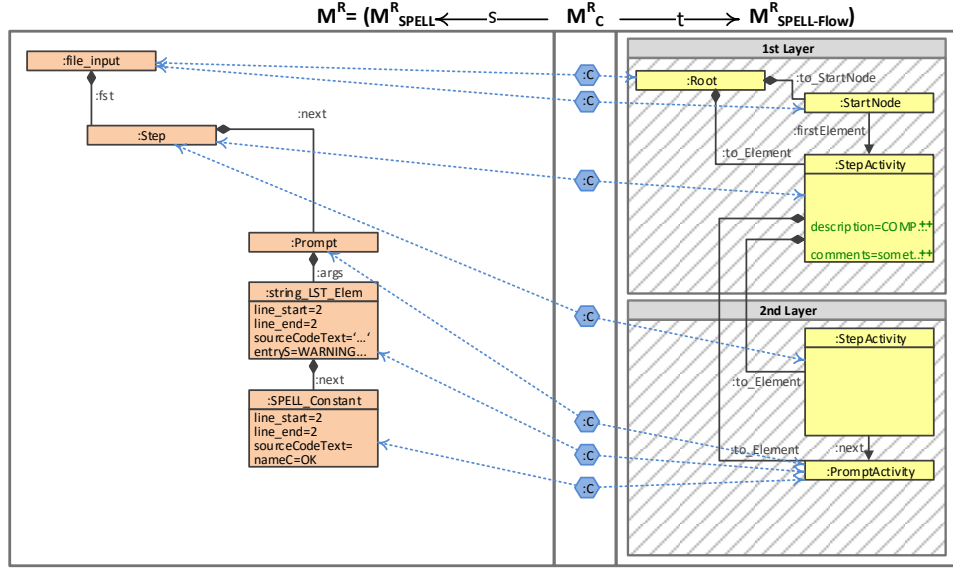 M^R = (M^R_SPELL ← s — M^R_C — t → M^R_SPELL-Flow)
:file_input
:fst
:Step
:next
:Prompt
:args
:string_LST_Elem
line_start=2
line_end=2
sourceCodeText='...'
entryS=WARNING...
:next
:SPELL_Constant
line_start=2
line_end=2
sourceCodeText=
nameC=OK
:C
:C
:C
:C
:C
:C
:C
1st Layer
:Root
:to_StartNode
:StartNode
:firstElement
:to_Element
:StepActivity
description=COMP...++
comments=somet...++
2nd Layer
:StepActivity
:to_Element
:to_Element
:next
:PromptActivity